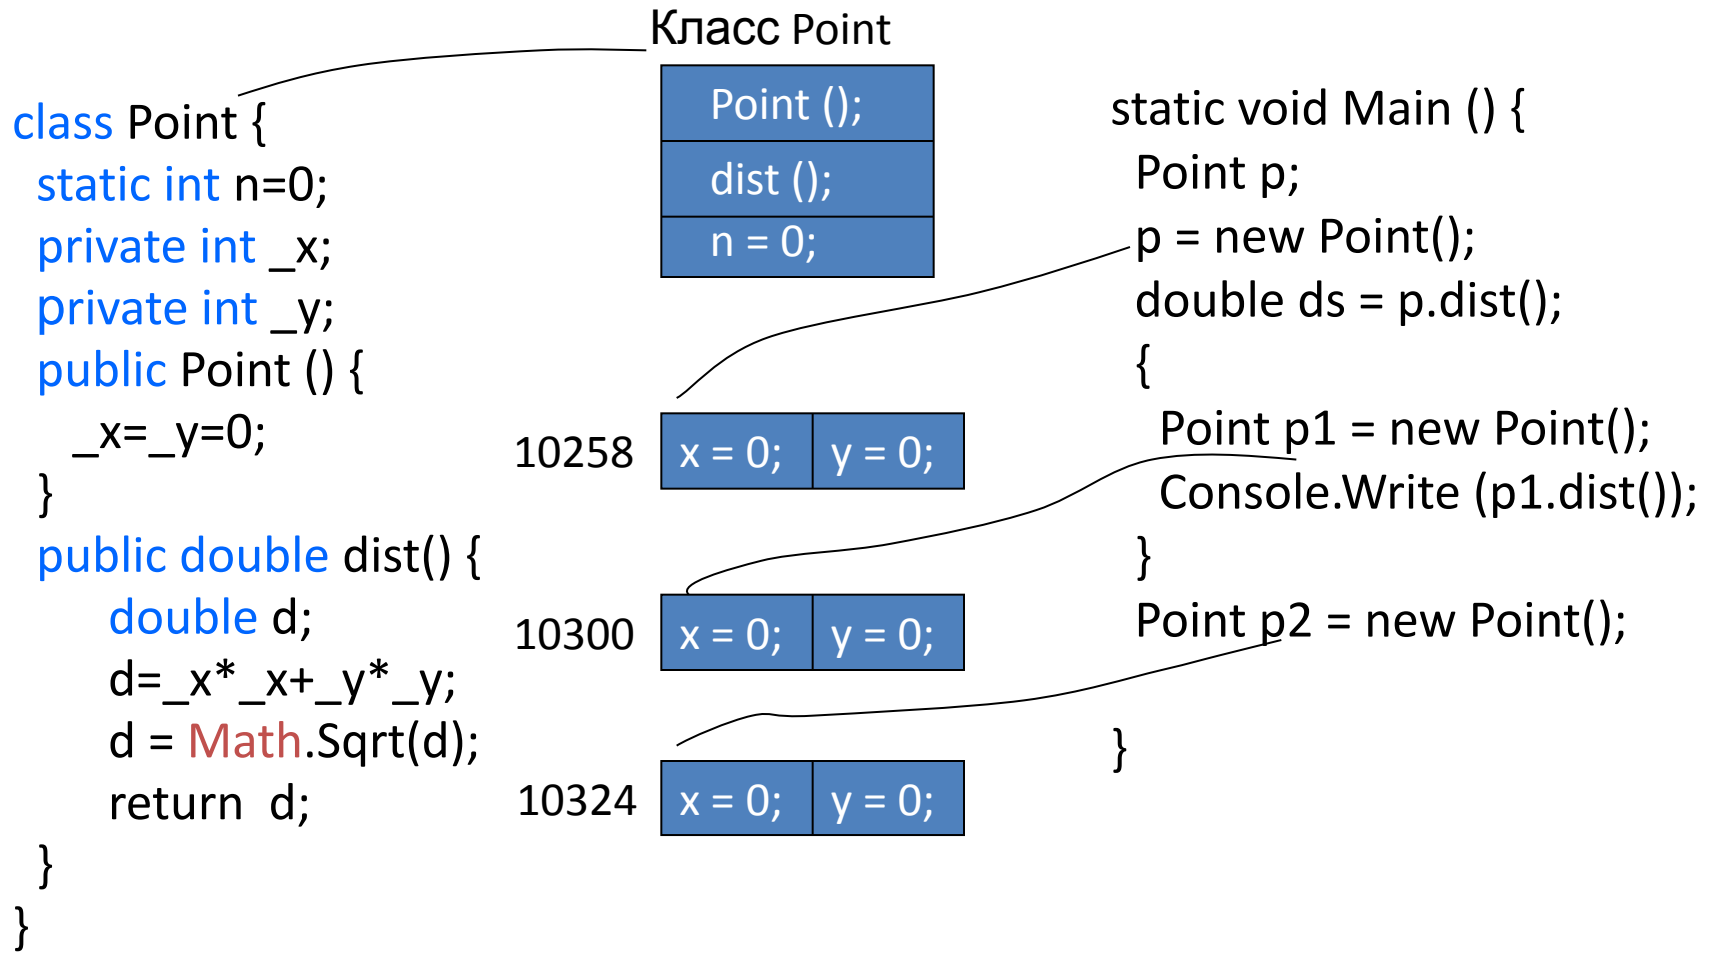 Класс Point
class Point {
static int n=0;
private int _x;
private int _y;
public Point () {
_x=_y=0;
}
public double dist() {
double d;
d=_x*_x+_y*_y;
d = Math.Sqrt(d);
return d;
}
}
Point ();
dist ();
n = 0;
10258 x = 0; y = 0;
10300 x = 0; y = 0;
10324 x = 0; y = 0;
static void Main () {
Point p;
p = new Point();
double ds = p.dist();
{
Point p1 = new Point();
Console.Write (p1.dist());
}
Point p2 = new Point();
}